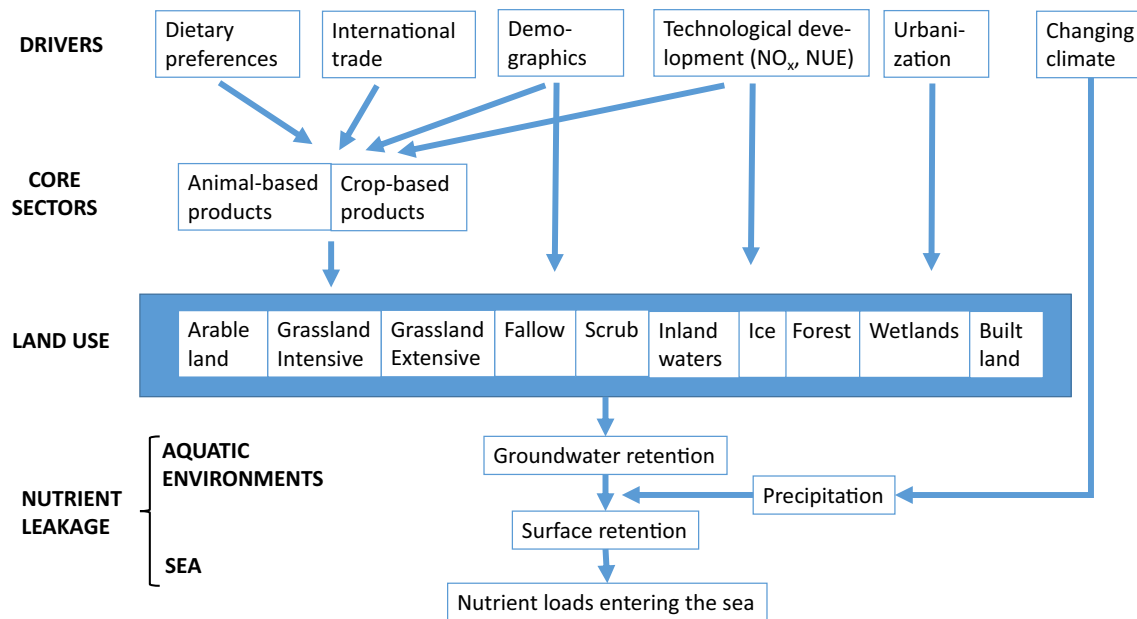 DRIVERS
Dietary
preferences
International
trade
Demo-
graphics
Technological deve-
lopment (NOx, NUE)
Urbani-
zation
Changing
climate
CORE
SECTORS
Animal-based
products
Crop-based
products
LAND USE
Arable
land
Grassland
Intensive
Grassland
Extensive
Fallow
Scrub
Inland
waters
Ice
Forest
Wetlands
Built
land
NUTRIENT
LEAKAGE
AQUATIC
ENVIRONMENTS
Groundwater retention
Precipitation
Surface retention
SEA
Nutrient loads entering the sea